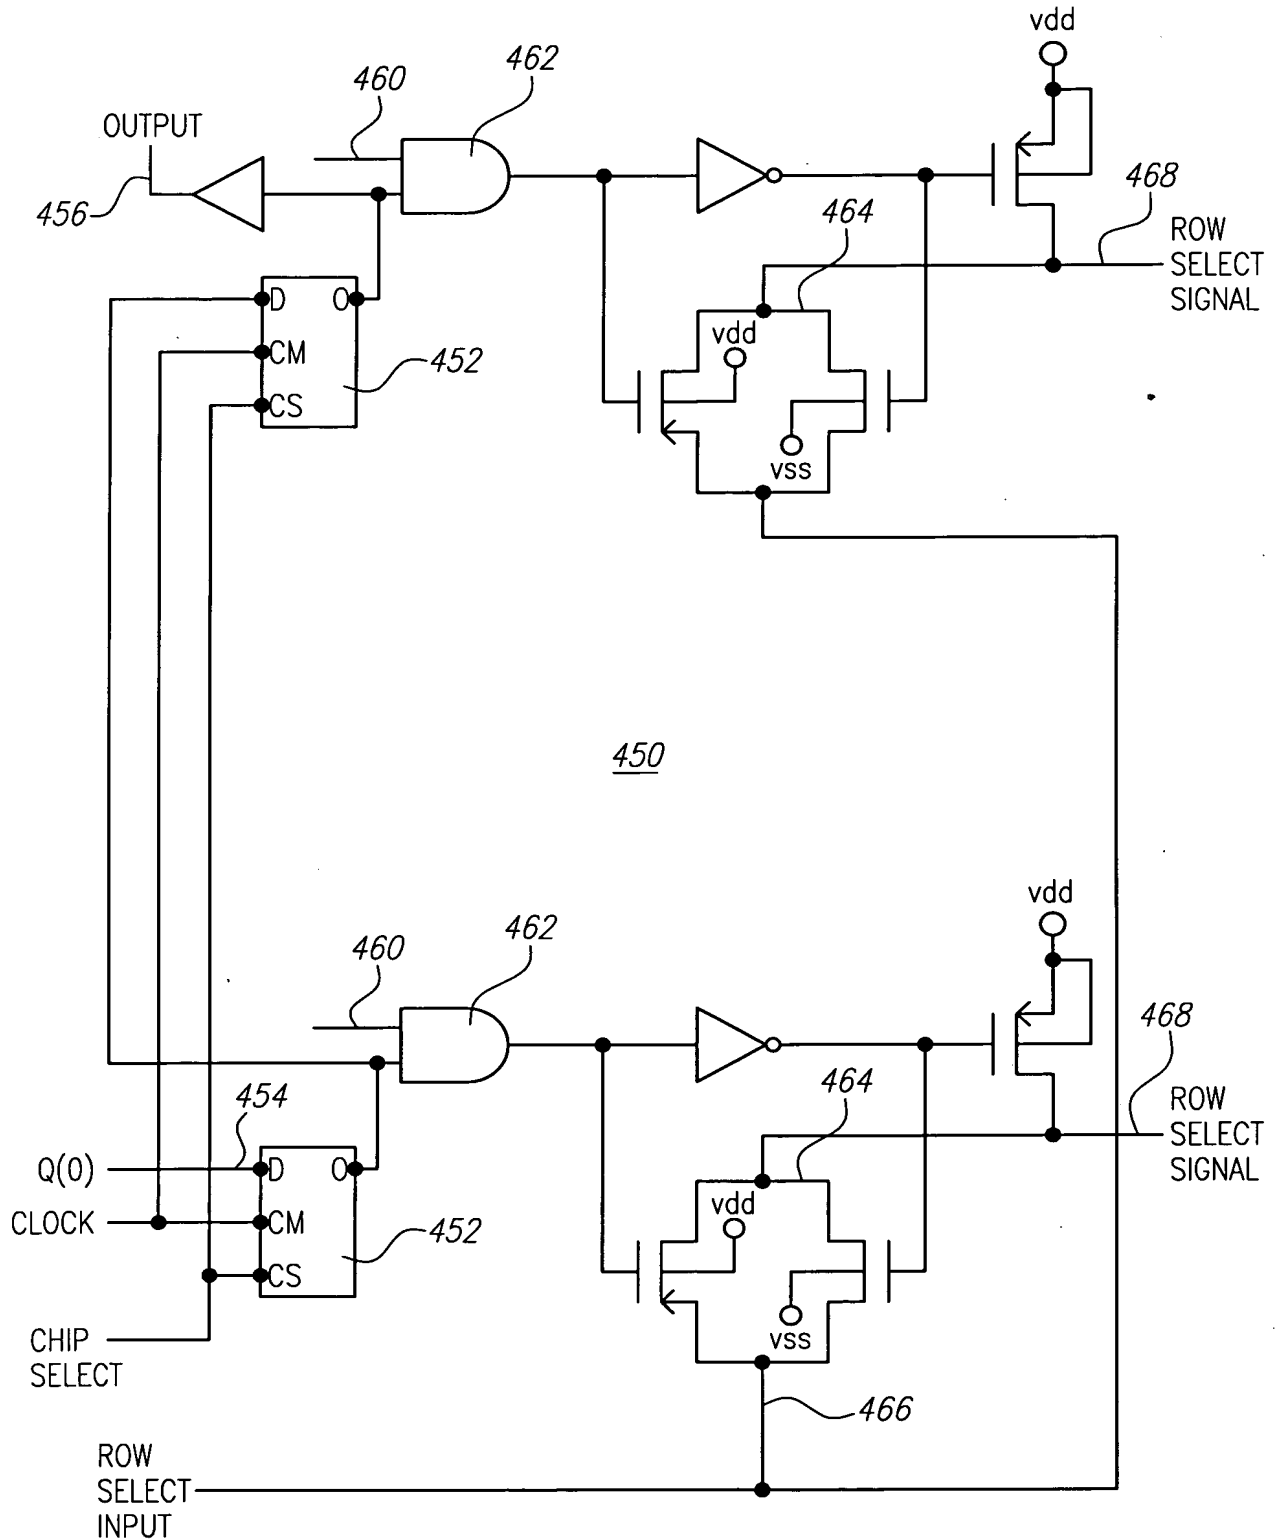 vdd
462
460
OUTPUT
468
456
464
ROW
SELECT
SIGNAL
D
O
vdd
CM
452
CS
vss
450
vdd
462
460
468
464
454
ROW
SELECT
SIGNAL
Q(0)
D
O
vdd
CLOCK
CM
452
CS
vss
CHIP
SELECT
466
ROW
SELECT
INPUT